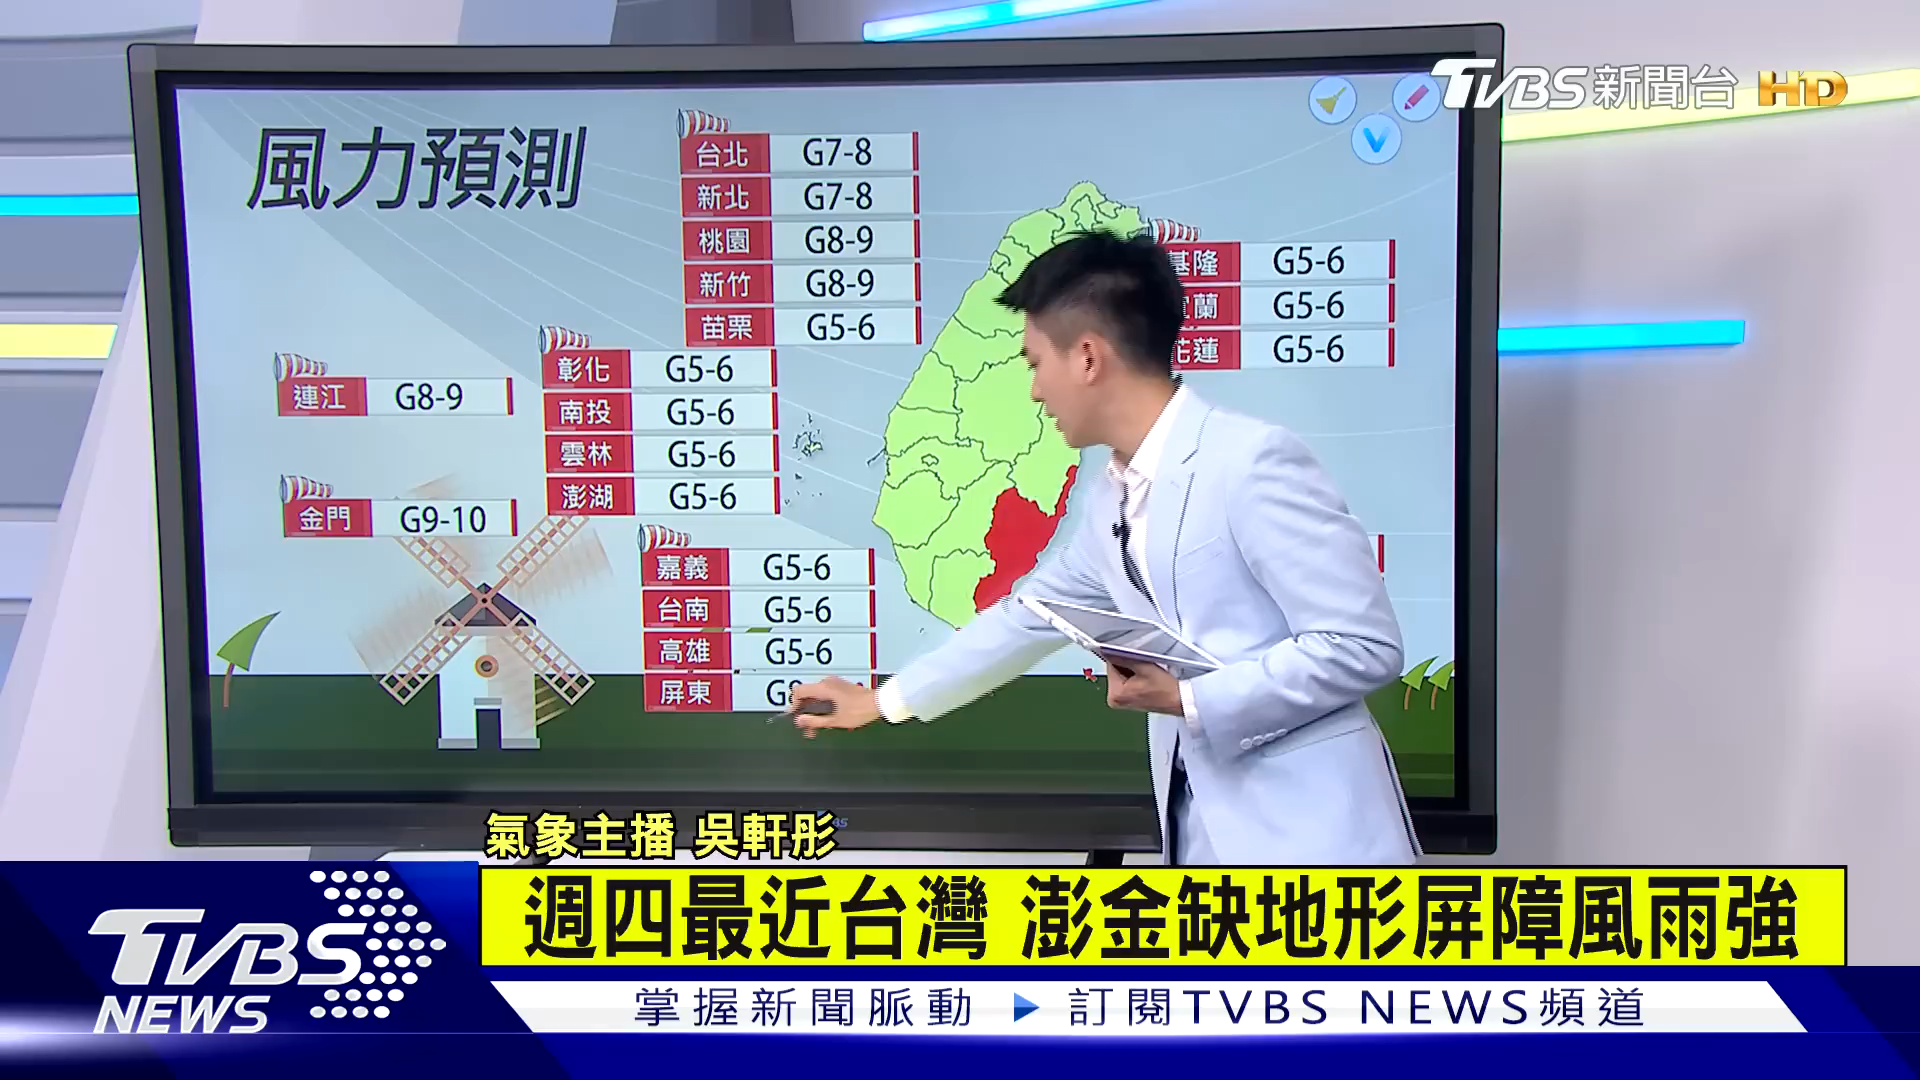 TVBS新聞台 HD
風力預測
台北 G7-8
新北 G7-8
桃園 G8-9
新竹 G8-9
苗栗 G5-6
基隆 G5-6
宜蘭 G5-6
花蓮 G5-6
連江 G8-9
彰化 G5-6
南投 G5-6
雲林 G5-6
澎湖 G5-6
金門 G9-10
嘉義 G5-6
台南 G5-6
高雄 G5-6
屏東
氣象主播 吳軒彤
週四最近台灣 澎金缺地形屏障風雨強
TVBS
NEWS
掌握新聞脈動 ▶ 訂閱TVBS NEWS頻道